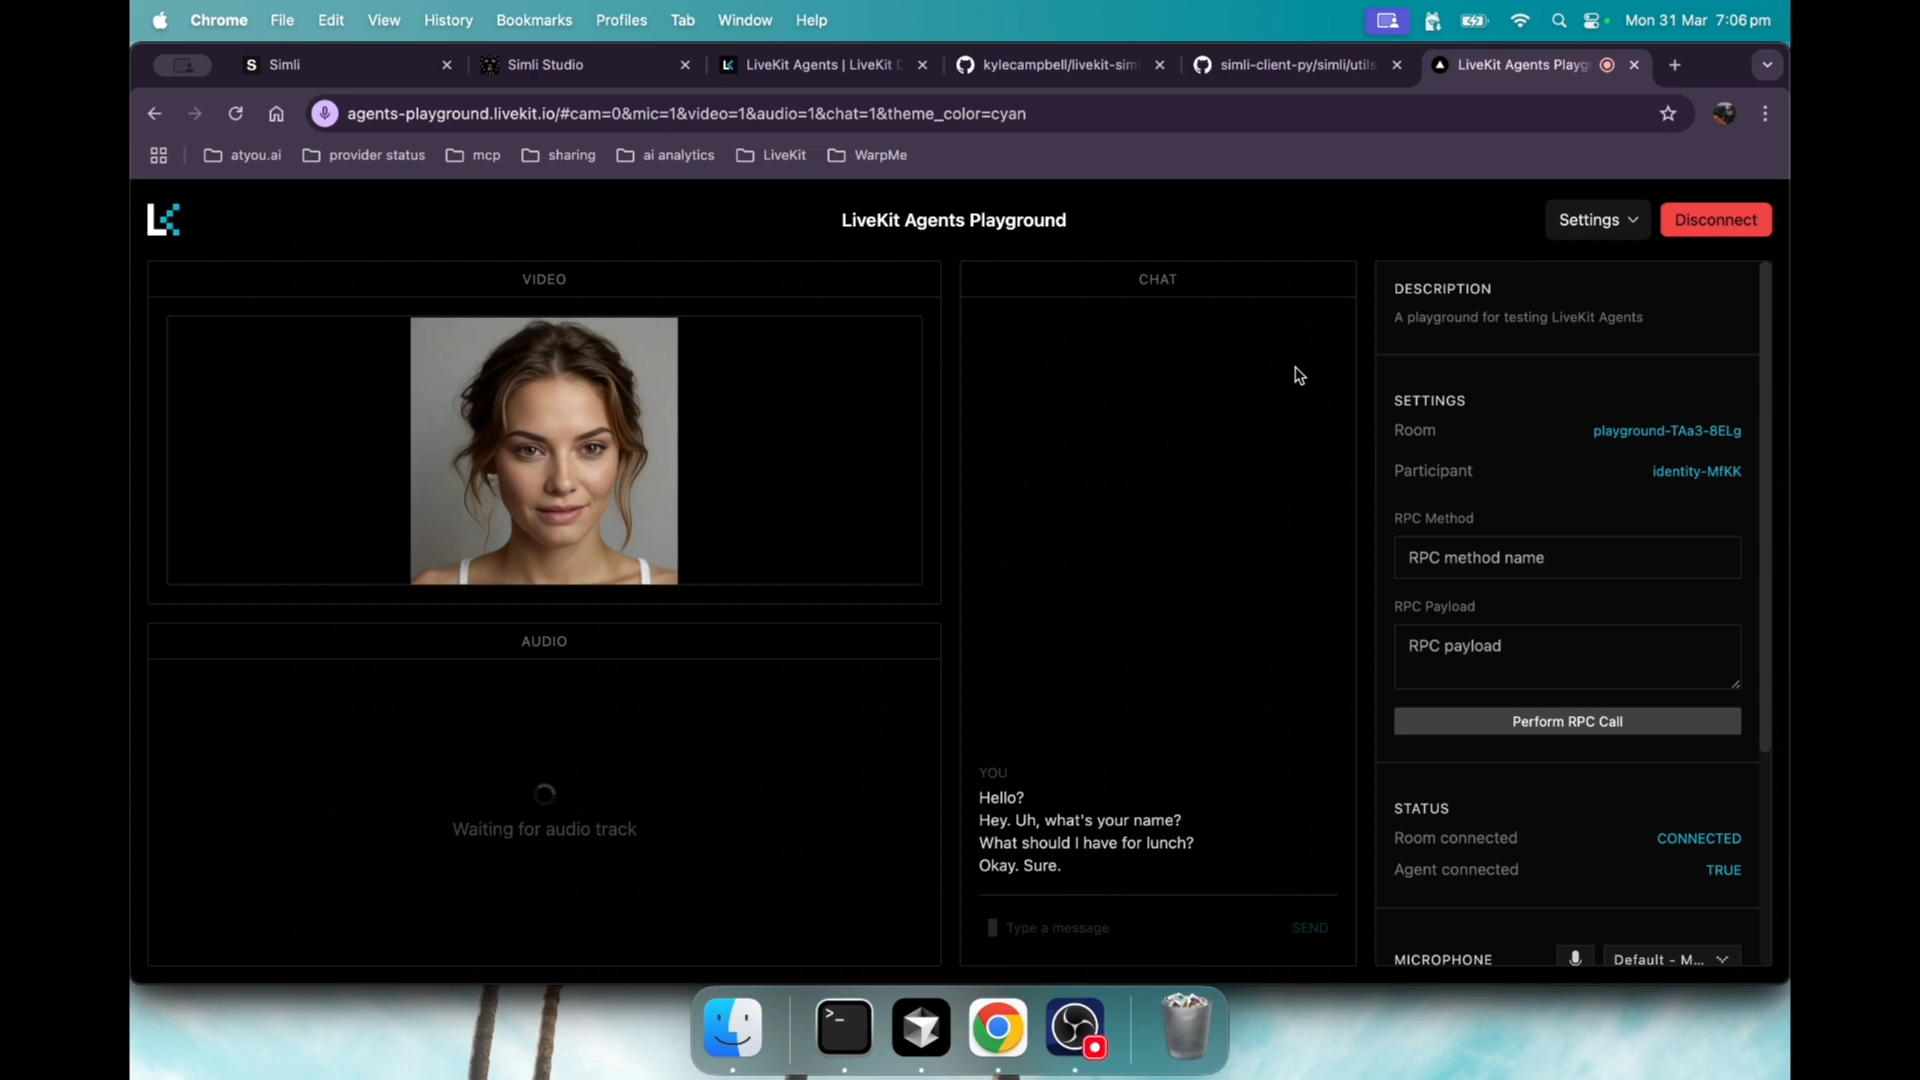 Chrome File Edit View History Bookmarks Profiles Tab Window Help Mon 31 Mar 7:06 pm
S Simli
Simli Studio
LiveKit Agents | LiveKit
kylecampbell/livekit-sim
simli-client-py/simli/utils
LiveKit Agents Playg
agents-playground.livekit.io/#cam=0&mic=1&video=1&audio=1&chat=1&theme_color=cyan
atyou.ai provider status mcp sharing ai analytics LiveKit WarpMe
LiveKit Agents Playground
Settings
Disconnect
VIDEO
AUDIO
Waiting for audio track
CHAT
YOU
Hello?
Hey. Uh, what's your name?
What should I have for lunch?
Okay. Sure.
Type a message SEND
DESCRIPTION
A playground for testing LiveKit Agents
SETTINGS
Room playground-TAa3-8ELg
Participant identity-MfKK
RPC Method
RPC method name
RPC Payload
RPC payload
Perform RPC Call
STATUS
Room connected CONNECTED
Agent connected TRUE
MICROPHONE Default - M...